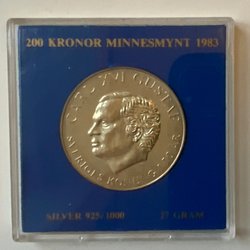 200 KRONOR MINNESMYNT 1983
CARL XVI GUSTAF
SVERIGES KONUNG
SILVER 925/1000 27 GRAM